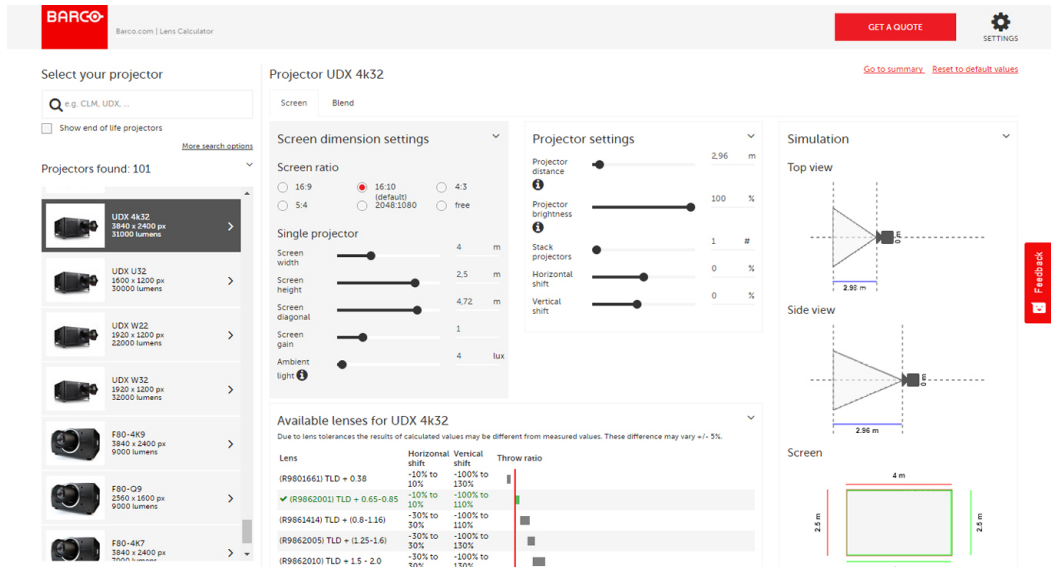 BARCO
Barco.com | Lens Calculator
GET A QUOTE
SETTINGS
Select your projector
e.g. CLM, UDX, ...
Show end of life projectors
More search options
Projectors found: 101
UDX 4k32
3840 x 2400 px
31000 lumens
UDX U32
1600 x 1200 px
30000 lumens
UDX W22
1920 x 1200 px
22000 lumens
UDX W32
1920 x 1200 px
32000 lumens
F80-4K9
3840 x 2400 px
9000 lumens
F80-Q9
2560 x 1600 px
9000 lumens
F80-4K7
3840 x 2400 px
7000 lumens
Projector UDX 4k32
Go to summary Reset to default values
Screen Blend
Screen dimension settings
Screen ratio
16:9 16:10 (default) 4:3
5:4 2048:1080 free
Single projector
Screen width 4 m
Screen height 2,5 m
Screen diagonal 4,72 m
Screen gain 1
Ambient light 4 lux
Projector settings
Projector distance 2,96 m
Projector brightness 100 %
Stack projectors 1 #
Horizontal shift 0 %
Vertical shift 0 %
Available lenses for UDX 4k32
Due to lens tolerances the results of calculated values may be different from measured values. These difference may vary +/- 5%.
Lens Horizonal shift Vertical shift Throw ratio
(R9801661) TLD + 0.38 -10% to 10% -100% to 130%
(R9862001) TLD + 0.65-0.85 -10% to 10% -100% to 110%
(R9861414) TLD + (0.8-1.16) -30% to 30% -100% to 110%
(R9862005) TLD + (1.25-1.6) -30% to 30% -100% to 130%
(R9862010) TLD + 1.5 - 2.0 -30% to 30% -100% to 130%
Simulation
Top view
0 m
2.93 m
Side view
0 m
2.96 m
Screen
4 m
2.5 m
2.5 m
Feedback